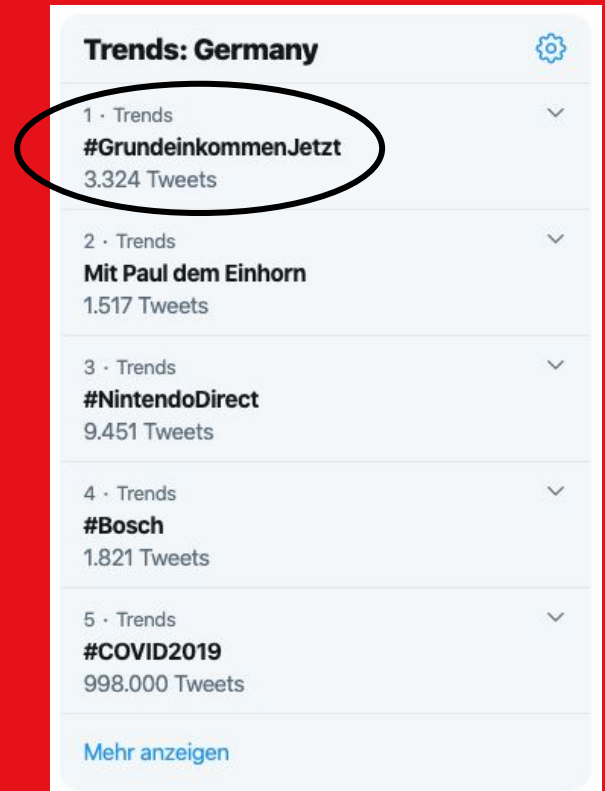 Trends: Germany
1 · Trends
#GrundeinkommenJetzt
3.324 Tweets
2 · Trends
Mit Paul dem Einhorn
1.517 Tweets
3 · Trends
#NintendoDirect
9.451 Tweets
4 · Trends
#Bosch
1.821 Tweets
5 · Trends
#COVID2019
998.000 Tweets
Mehr anzeigen